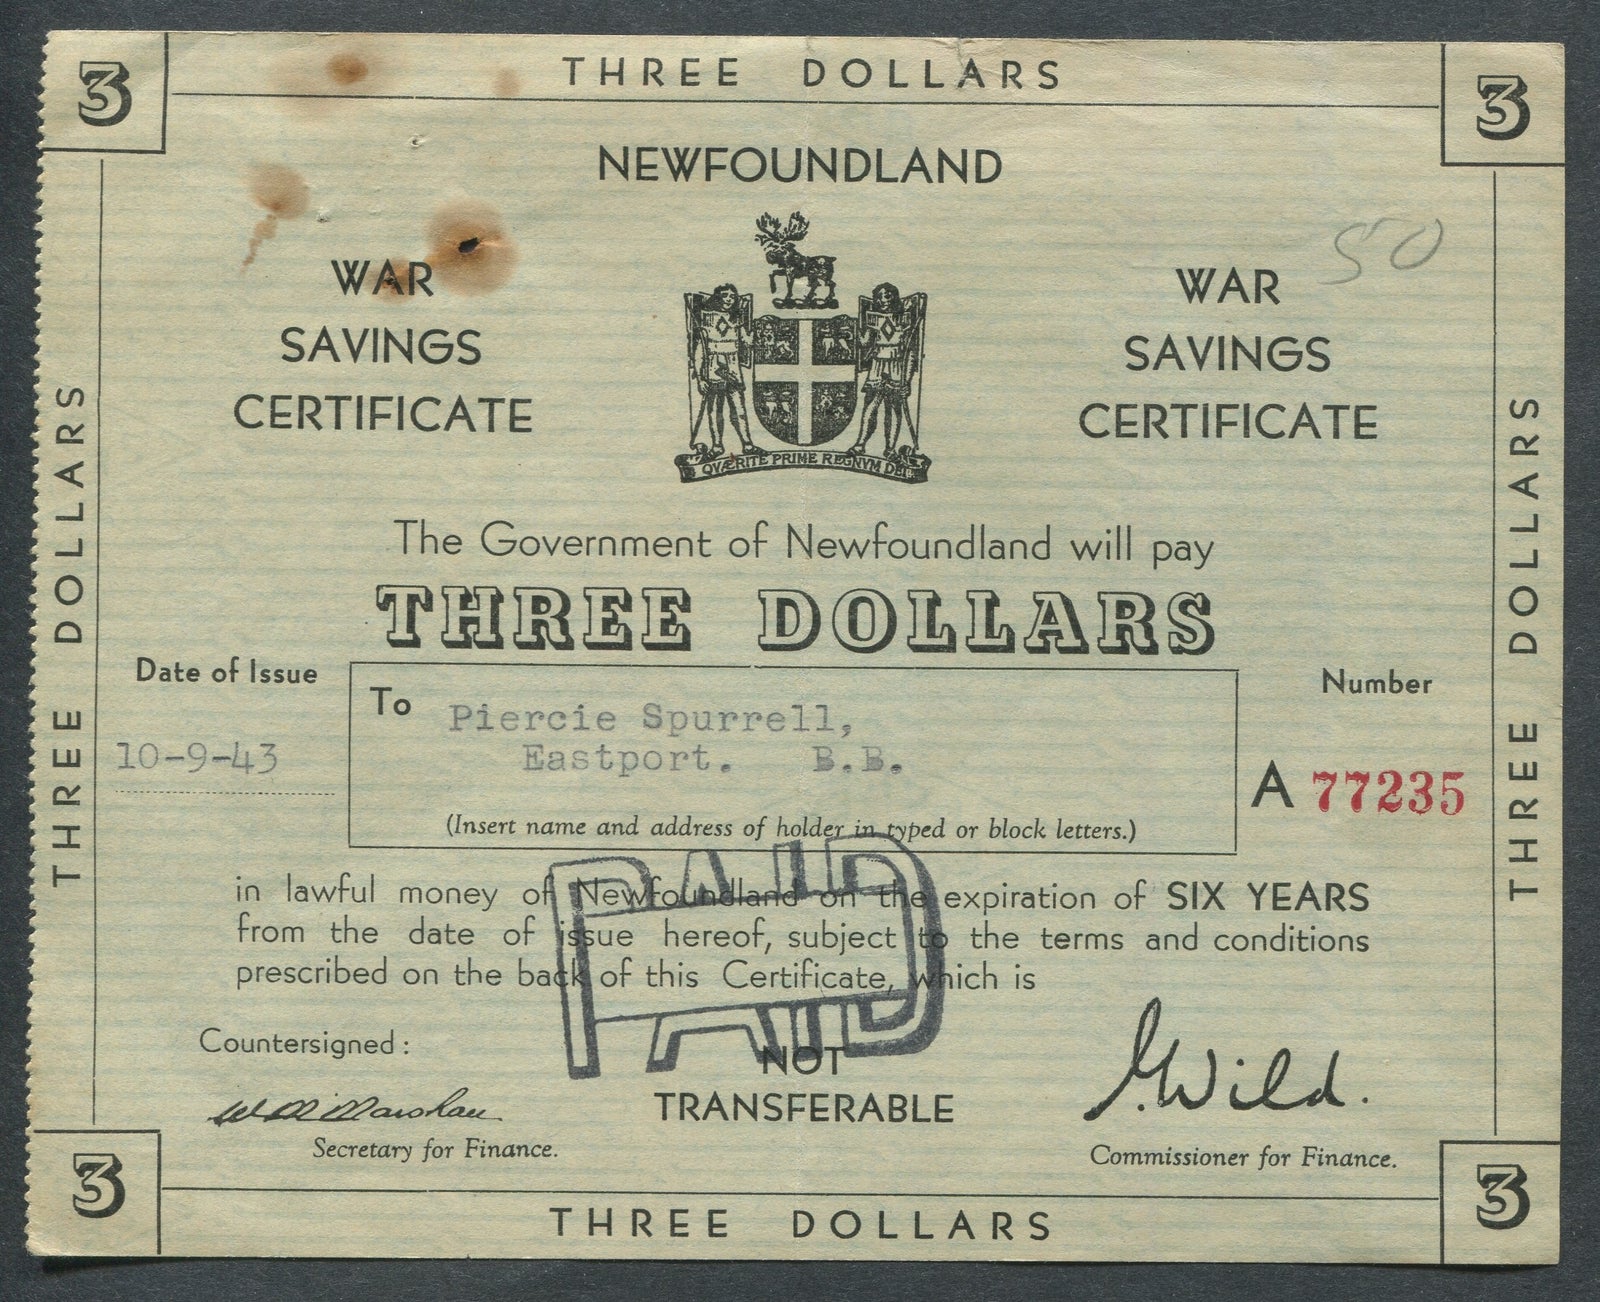 3 THREE DOLLARS 3
NEWFOUNDLAND
50
WAR
SAVINGS
CERTIFICATE
WAR
SAVINGS
CERTIFICATE
QVÆRITE PRIME REGNVM DEI
THREE DOLLARS
THREE DOLLARS
The Government of Newfoundland will pay
THREE DOLLARS
Date of Issue
10-9-43
To Piercie Spurrell,
Eastport. B.B.
(Insert name and address of holder in typed or block letters.)
Number
A 77235
PAID
in lawful money of Newfoundland on the expiration of SIX YEARS
from the date of issue hereof, subject to the terms and conditions
prescribed on the back of this Certificate, which is
Countersigned:
Secretary for Finance.
NOT
TRANSFERABLE
Wild.
Commissioner for Finance.
3 THREE DOLLARS 3